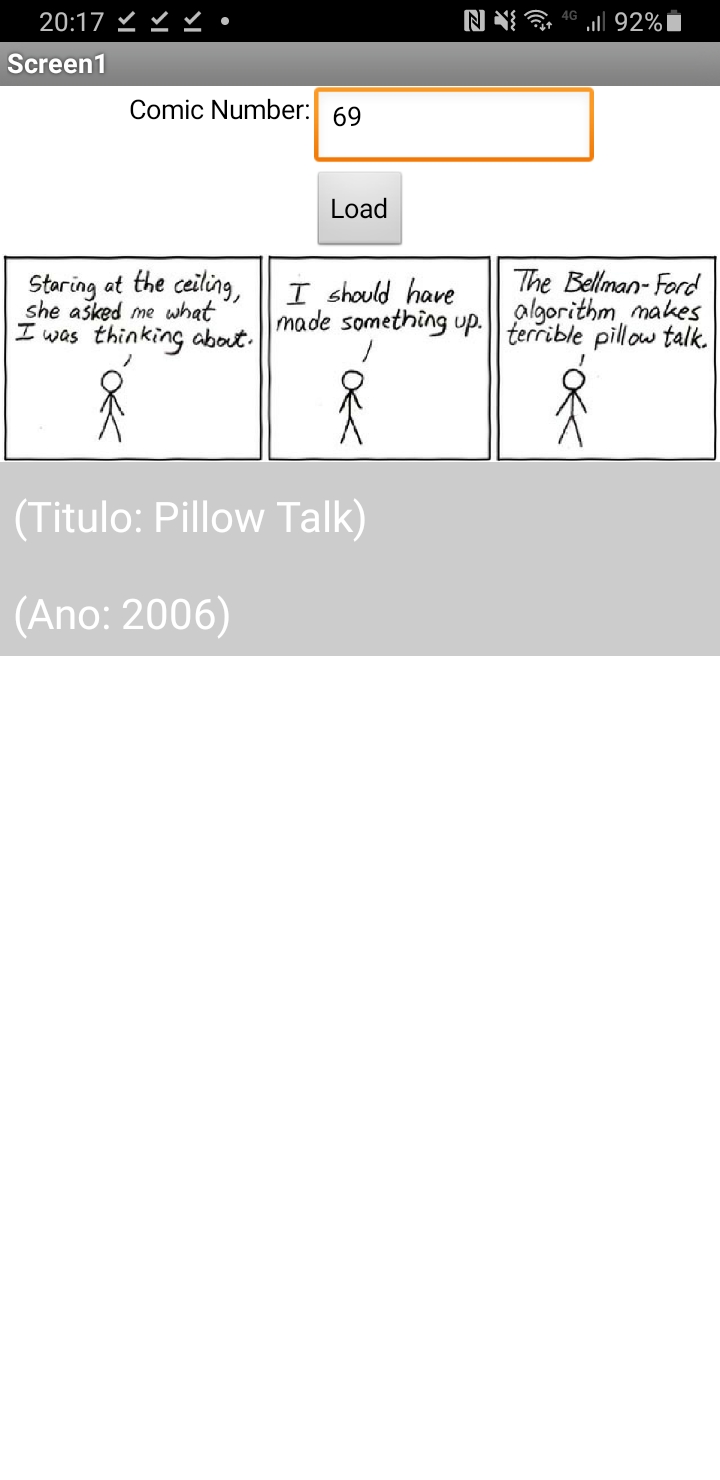 20:17
4G
92%
Screen1
Comic Number:
69
Load
Staring at the ceiling,
she asked me what
I was thinking about.
I should have
made something up.
The Bellman-Ford
algorithm makes
terrible pillow talk.
(Titulo: Pillow Talk)
(Ano: 2006)